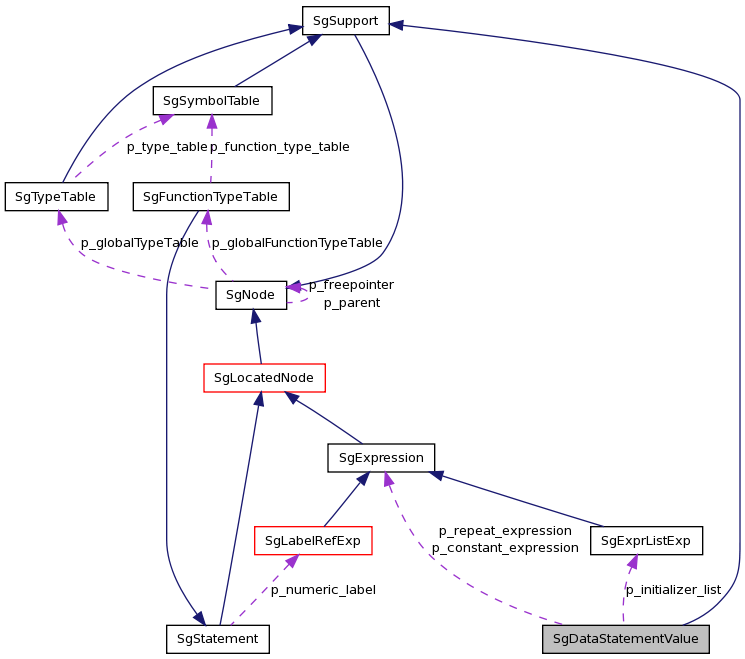 SgSupport
SgSymbolTable
p_type_table
p_function_type_table
SgTypeTable
SgFunctionTypeTable
p_globalTypeTable
p_globalFunctionTypeTable
SgNode
p_freepointer
p_parent
SgLocatedNode
SgExpression
SgLabelRefExp
p_repeat_expression
p_constant_expression
SgExprListExp
p_numeric_label
p_initializer_list
SgStatement
SgDataStatementValue